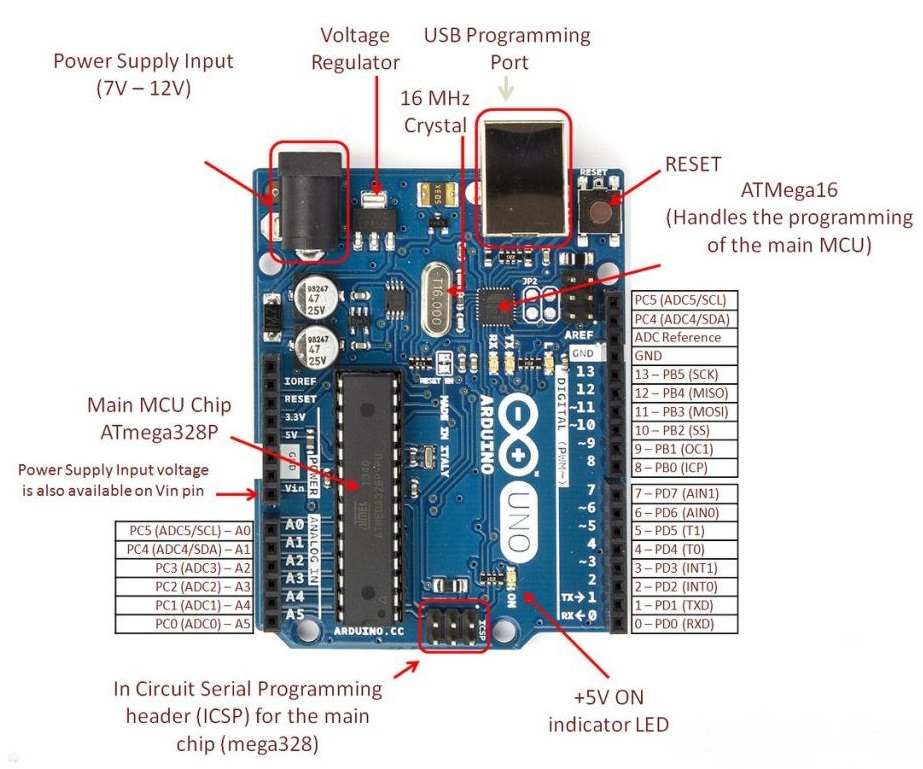 Power Supply Input
(7V – 12V)
Voltage
Regulator
USB Programming
Port
16 MHz
Crystal
RESET
ATMega16
(Handles the programming
of the main MCU)
RESET
T16.000
98247
47
25V
98247
47
25V
JP2
RX
TX
L
RESET EN
IOREF
RESET
3.3V
5V
GND
Vin
POWER
ANALOG IN
A0
A1
A2
A3
A4
A5
MADE IN ITALY
ARDUINO
UNO
DIGITAL (PWM~)
AREF
GND
13
12
~11
~10
~9
8
7
~6
~5
4
~3
2
TX→1
RX←0
ON
ICSP
ARDUINO.CC
Main MCU Chip
ATmega328P
Power Supply Input voltage
is also available on Vin pin
PC5 (ADC5/SCL) – A0
PC4 (ADC4/SDA) – A1
PC3 (ADC3) – A2
PC2 (ADC2) – A3
PC1 (ADC1) – A4
PC0 (ADC0) – A5
PC5 (ADC5/SCL)
PC4 (ADC4/SDA)
ADC Reference
GND
13 – PB5 (SCK)
12 – PB4 (MISO)
11 – PB3 (MOSI)
10 – PB2 (SS)
9 – PB1 (OC1)
8 – PB0 (ICP)
7 – PD7 (AIN1)
6 – PD6 (AIN0)
5 – PD5 (T1)
4 – PD4 (T0)
3 – PD3 (INT1)
2 – PD2 (INT0)
1 – PD1 (TXD)
0 – PD0 (RXD)
In Circuit Serial Programming
header (ICSP) for the main
chip (mega328)
+5V ON
indicator LED